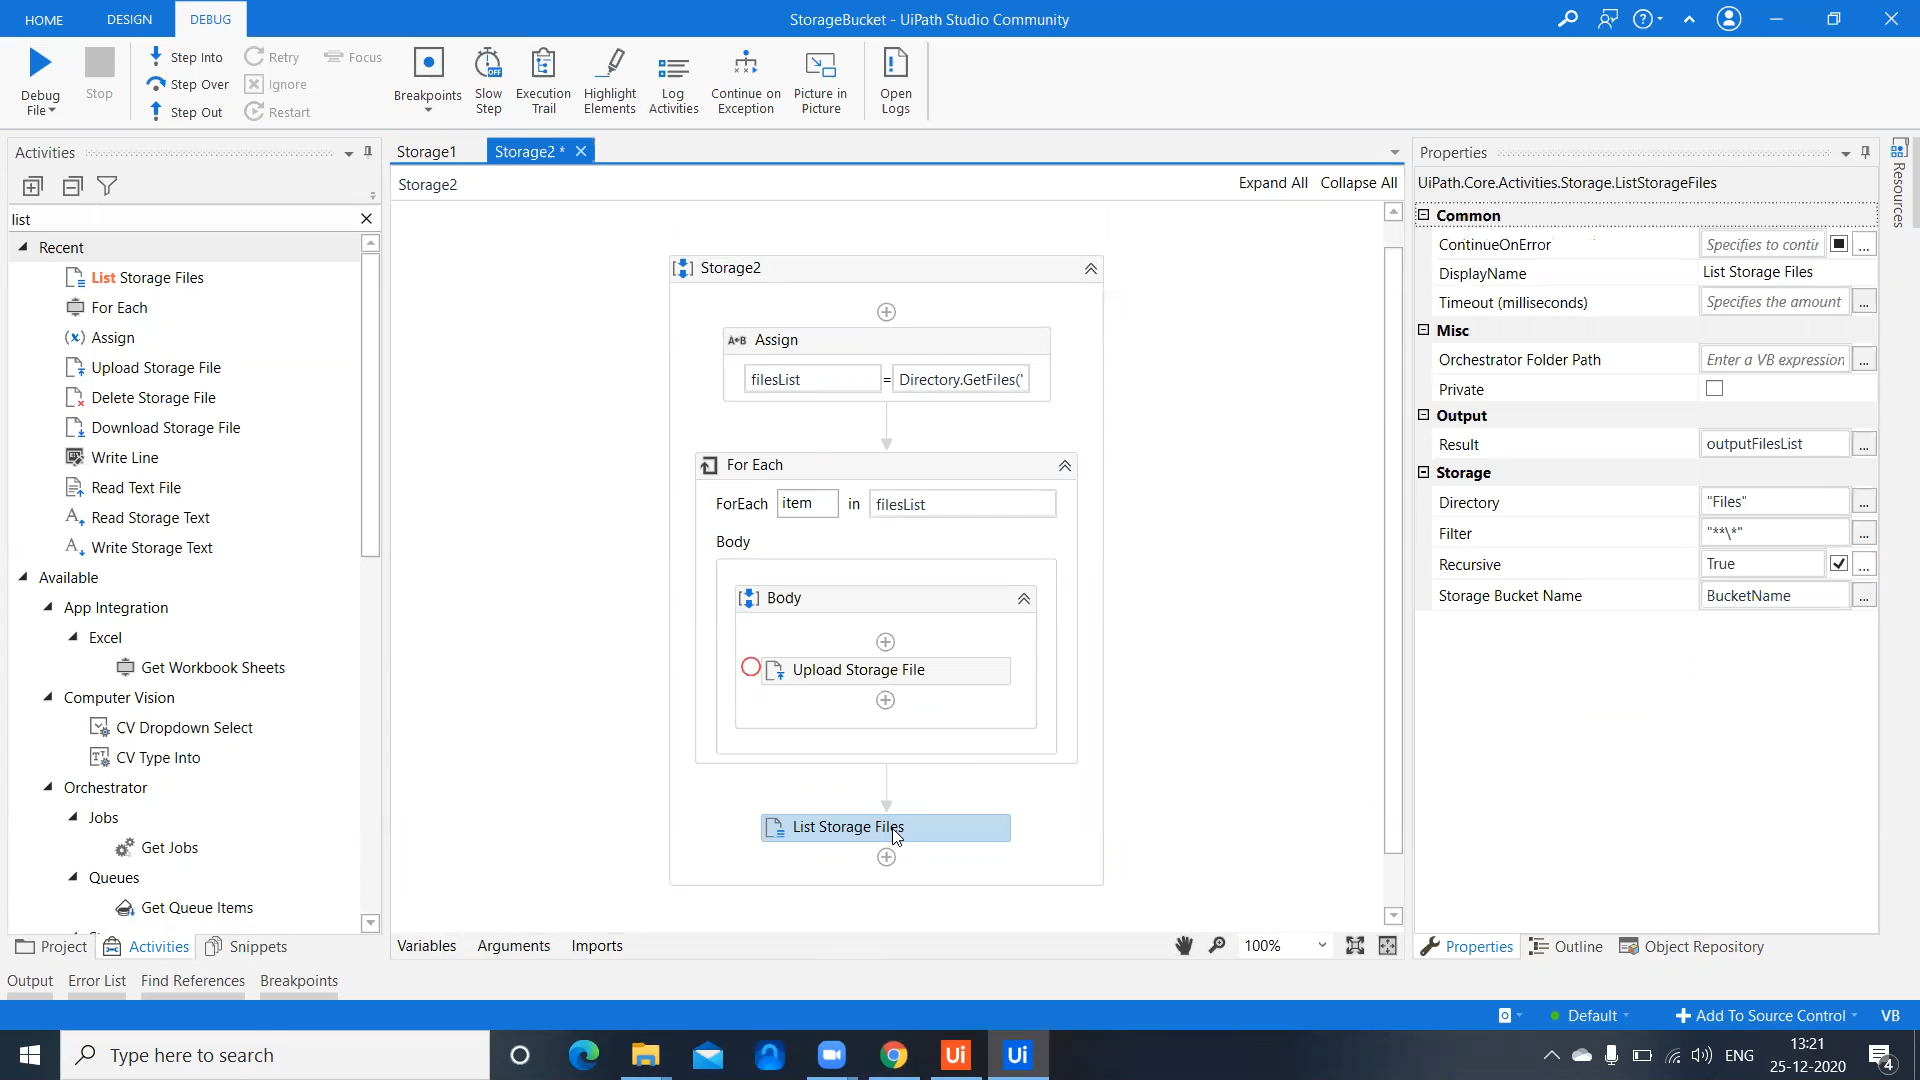 HOME
DESIGN
DEBUG
StorageBucket - UiPath Studio Community
Debug
File
Stop
Step Into
Step Over
Step Out
Retry
Ignore
Restart
Focus
Breakpoints
Slow
Step
OFF
Execution
Trail
Highlight
Elements
Log
Activities
Continue on
Exception
Picture in
Picture
Open
Logs
Activities
list
Recent
List Storage Files
For Each
Assign
Upload Storage File
Delete Storage File
Download Storage File
Write Line
Read Text File
Read Storage Text
Write Storage Text
Available
App Integration
Excel
Get Workbook Sheets
Computer Vision
CV Dropdown Select
CV Type Into
Orchestrator
Jobs
Get Jobs
Queues
Get Queue Items
Project
Activities
Snippets
Storage1
Storage2 *
Storage2
Expand All
Collapse All
Storage2
A+B Assign
filesList = Directory.GetFiles('
For Each
ForEach item in filesList
Body
Body
Upload Storage File
List Storage Files
Variables
Arguments
Imports
100%
Properties
UiPath.Core.Activities.Storage.ListStorageFiles
Common
ContinueOnError Specifies to contir ...
DisplayName List Storage Files
Timeout (milliseconds) Specifies the amount ...
Misc
Orchestrator Folder Path Enter a VB expression ...
Private
Output
Result outputFilesList ...
Storage
Directory "Files" ...
Filter "**\*" ...
Recursive True ...
Storage Bucket Name BucketName ...
Properties
Outline
Object Repository
Resources
Output
Error List
Find References
Breakpoints
Default
Add To Source Control
VB
Type here to search
Ui
Ui
ENG
13:21
25-12-2020
4